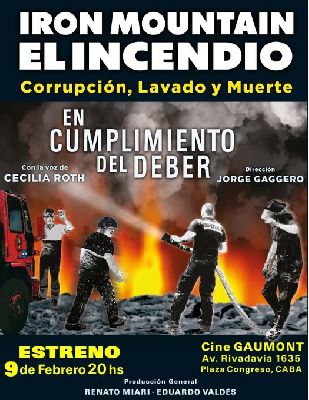 IRON MOUNTAIN
EL INCENDIO
Corrupción, Lavado y Muerte
EN
CUMPLIMIENTO
DEL DEBER
Con la voz de
CECILIA ROTH
Dirección
JORGE GAGGERO
ESTRENO
9 de Febrero 20 hs
Cine GAUMONT
Av. Rivadavia 1635
Plaza Congreso, CABA
Producción General
RENATO MIARI - EDUARDO VALDÉS